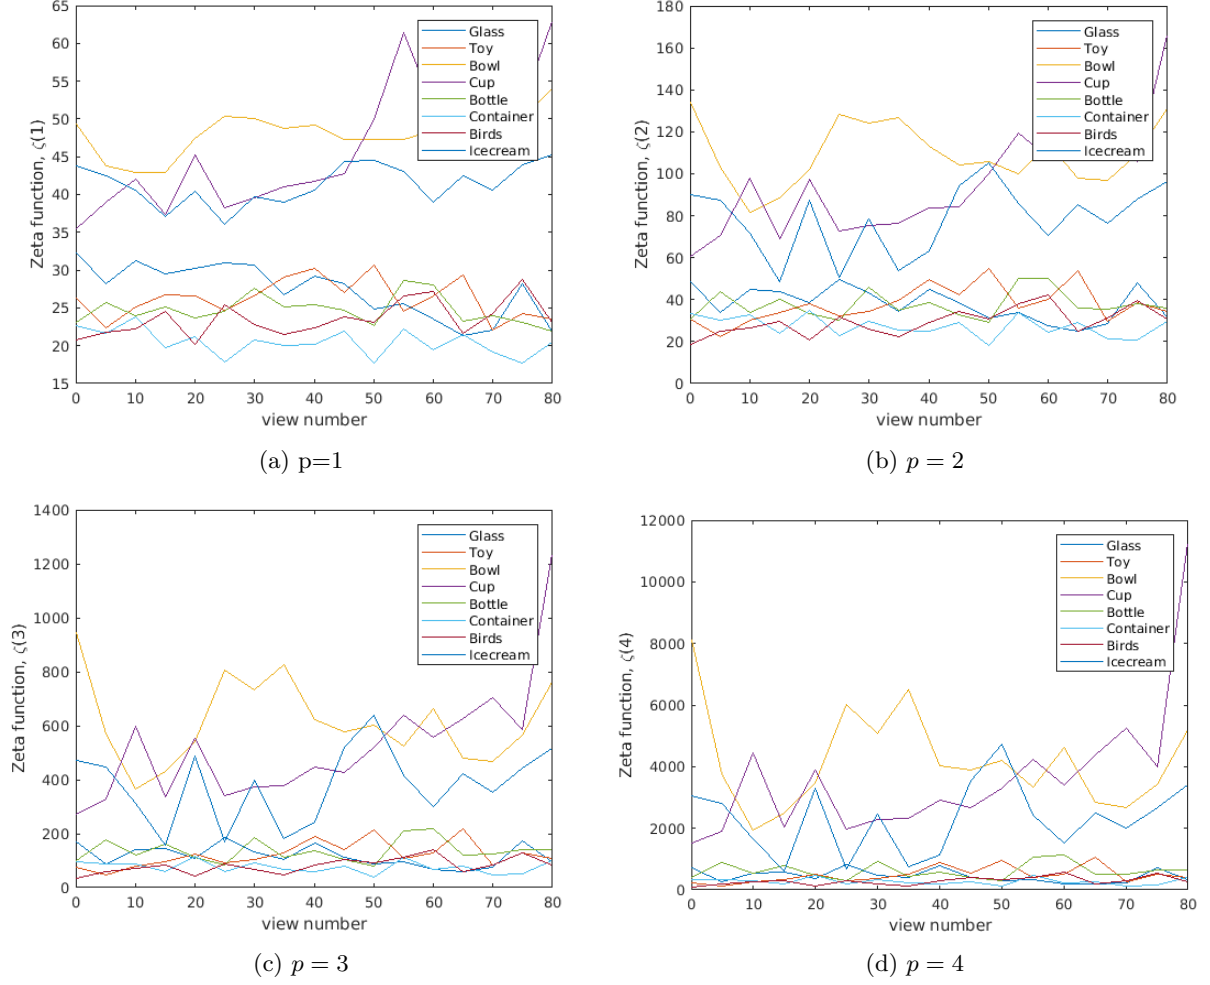 65
60
55
50
45
40
35
30
25
20
15
Zeta function, ζ(1)
0 10 20 30 40 50 60 70 80
view number
Glass
Toy
Bowl
Cup
Bottle
Container
Birds
Icecream
(a) p=1
180
160
140
120
100
80
60
40
20
0
Zeta function, ζ(2)
0 10 20 30 40 50 60 70 80
view number
Glass
Toy
Bowl
Cup
Bottle
Container
Birds
Icecream
(b) p = 2
1400
1200
1000
800
600
400
200
0
Zeta function, ζ(3)
0 10 20 30 40 50 60 70 80
view number
Glass
Toy
Bowl
Cup
Bottle
Container
Birds
Icecream
(c) p = 3
12000
10000
8000
6000
4000
2000
0
Zeta function, ζ(4)
0 10 20 30 40 50 60 70 80
view number
Glass
Toy
Bowl
Cup
Bottle
Container
Birds
Icecream
(d) p = 4